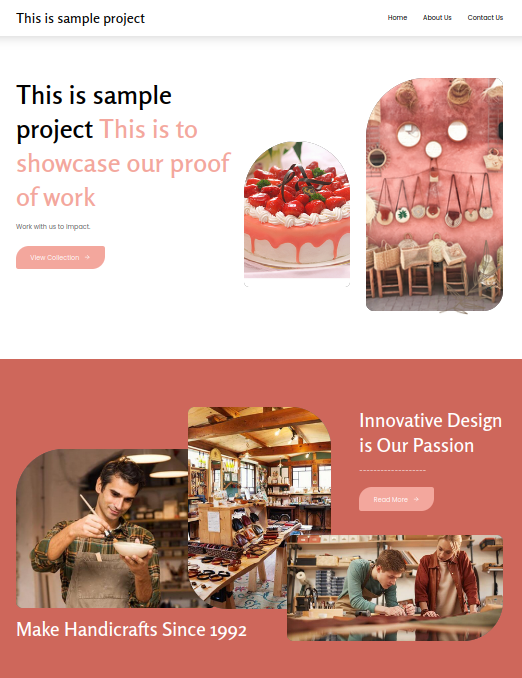 This is sample project
Home
About Us
Contact Us
This is sample
project This is to
showcase our proof
of work
Work with us to impact.
View Collection →
Innovative Design
is Our Passion
--------------------
Read More →
Make Handicrafts Since 1992